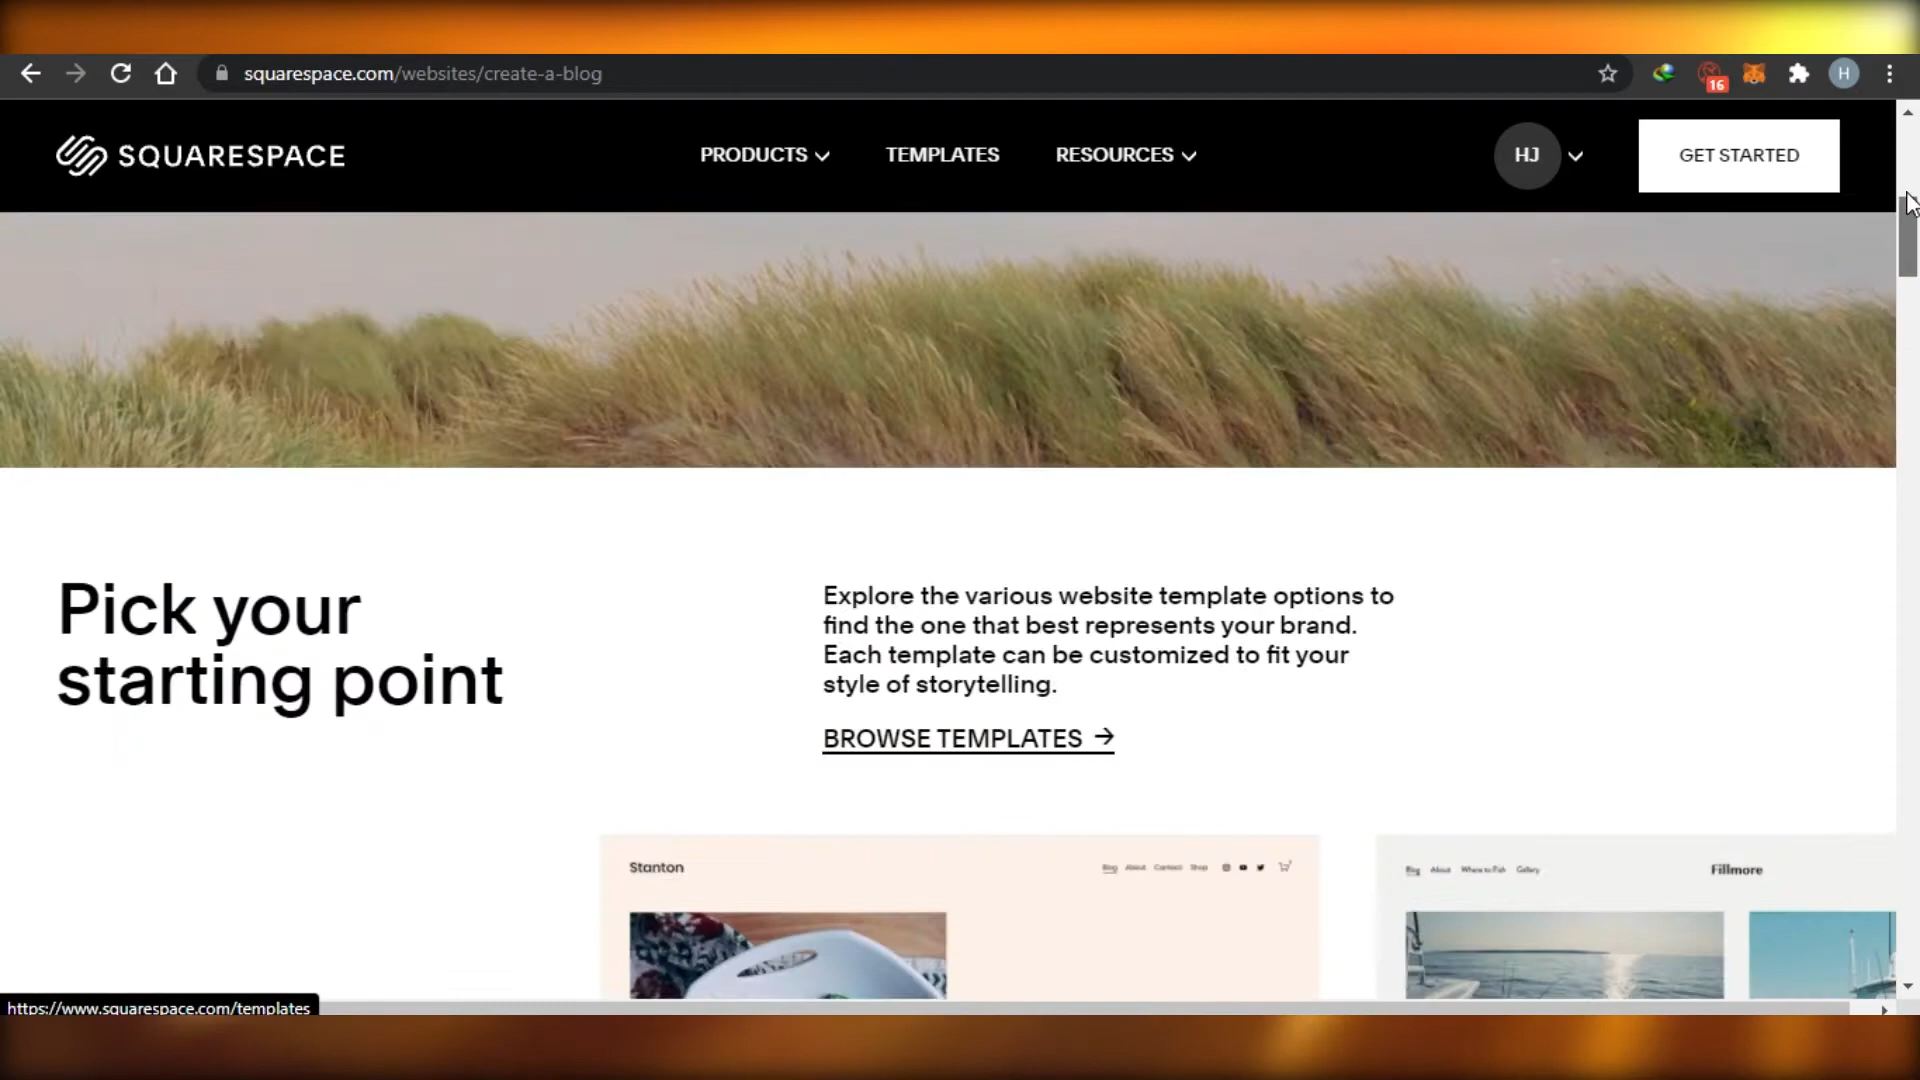 squarespace.com/websites/create-a-blog
16
H
SQUARESPACE
PRODUCTS
TEMPLATES
RESOURCES
HJ
GET STARTED
Pick your
starting point
Explore the various website template options to
find the one that best represents your brand.
Each template can be customized to fit your
style of storytelling.
BROWSE TEMPLATES →
Stanton
Blog About Contact Shop
Blog About Where to Fish Gallery
Fillmore
https://www.squarespace.com/templates